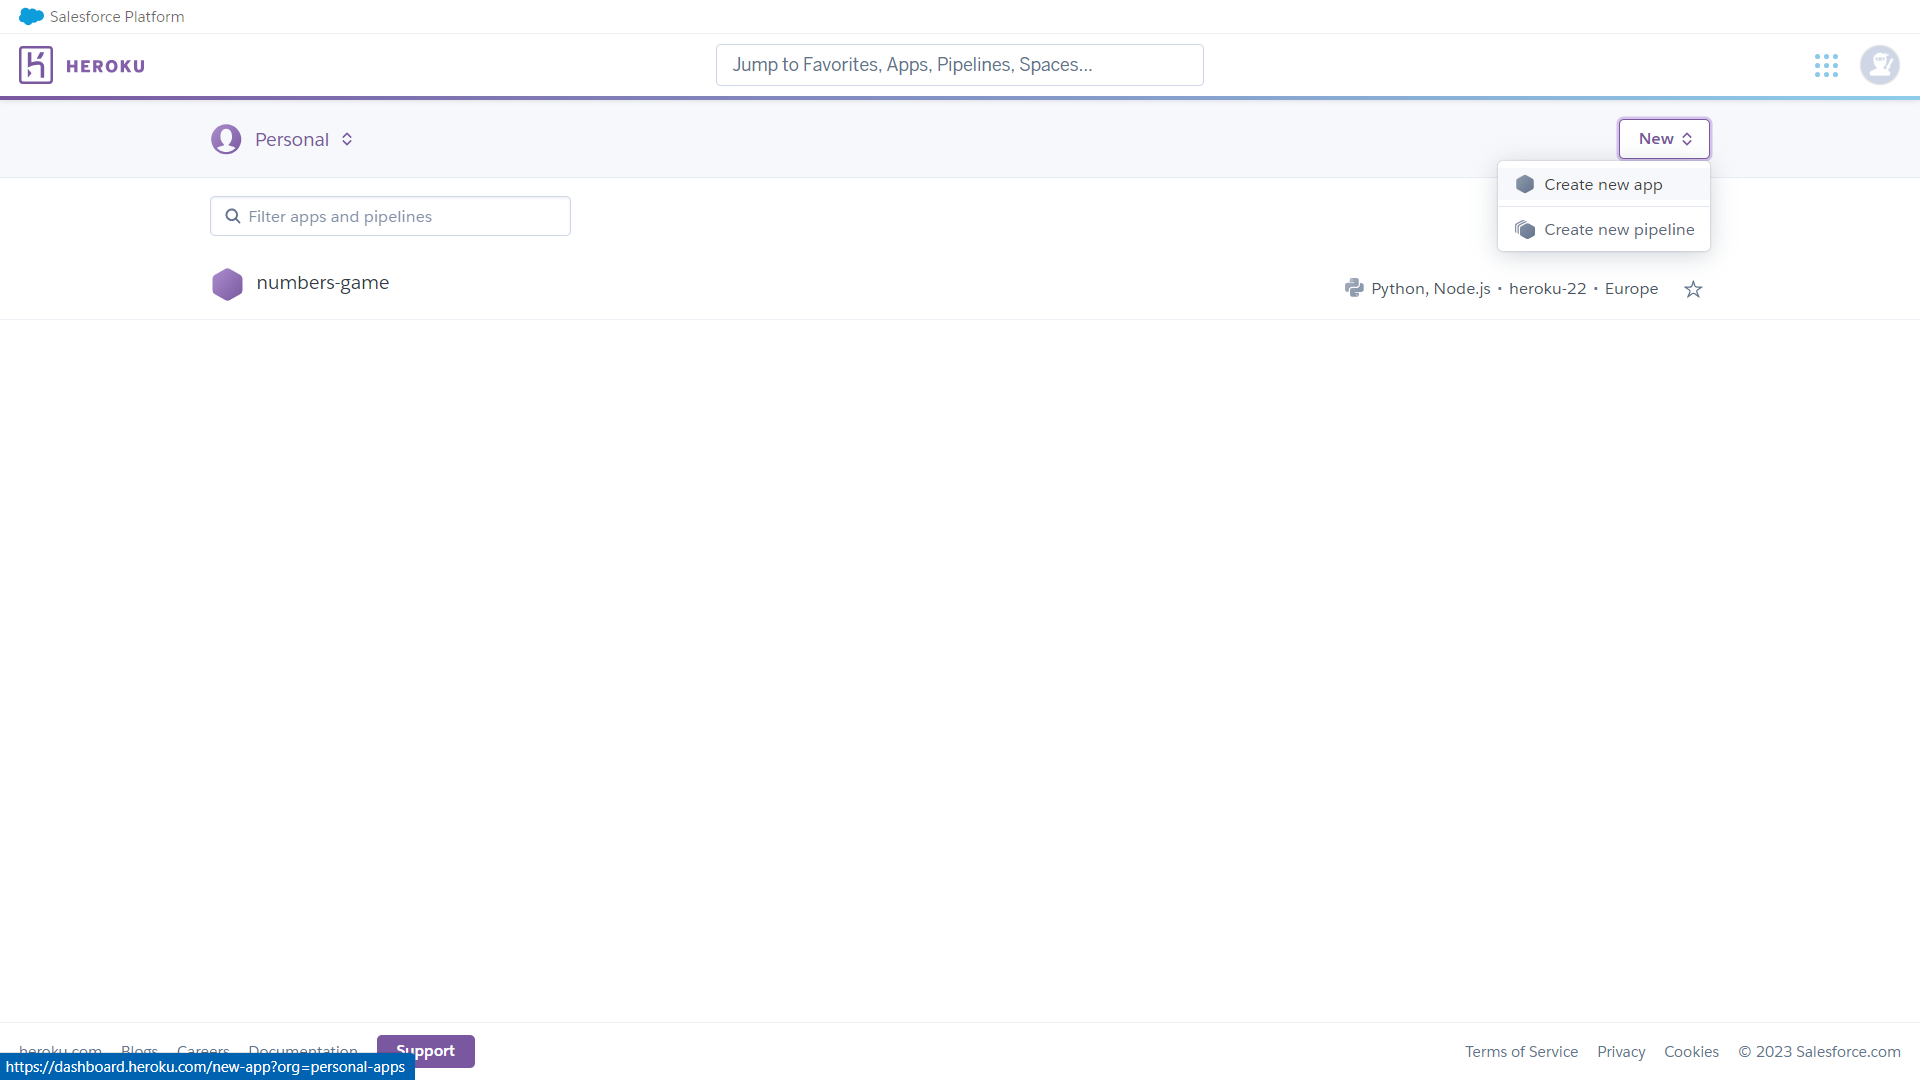 Salesforce Platform
HEROKU
Jump to Favorites, Apps, Pipelines, Spaces...
Personal
New
Create new app
Filter apps and pipelines
Create new pipeline
numbers-game
Python, Node.js • heroku-22 • Europe
heroku.com Blogs Careers Documentation Support
Terms of Service Privacy Cookies © 2023 Salesforce.com
https://dashboard.heroku.com/new-app?org=personal-apps